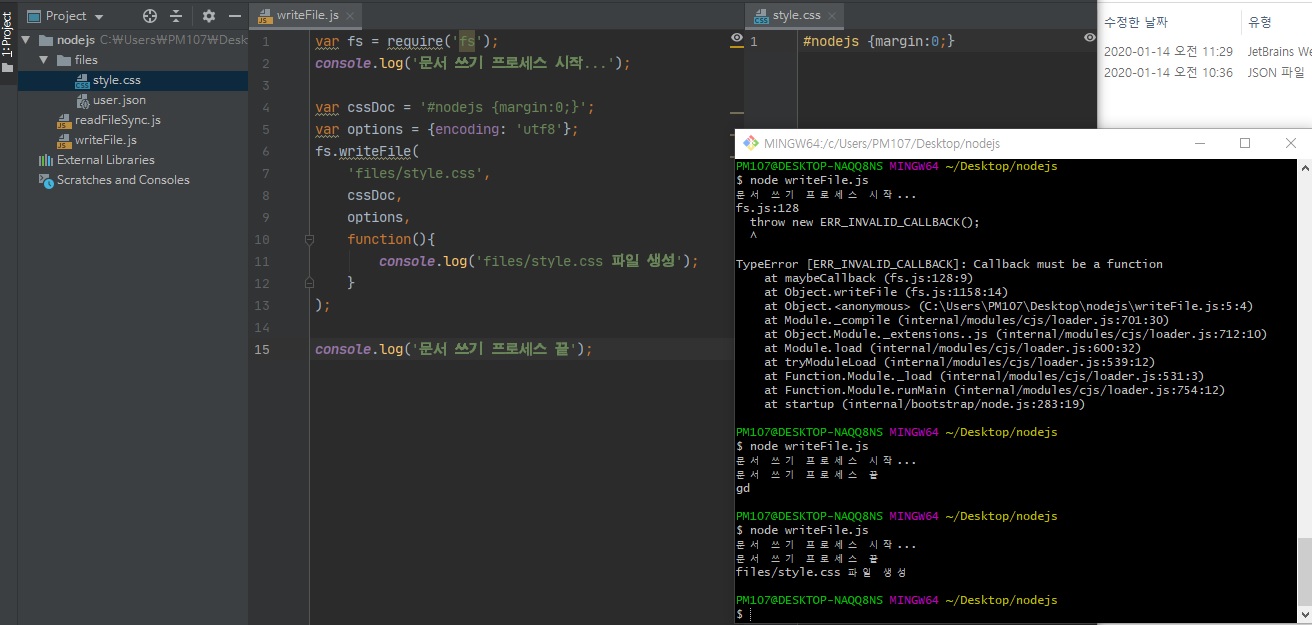 1: Project
Project
nodejs C:￦Users￦PM107￦Desk
files
style.css
user.json
readFileSync.js
writeFile.js
External Libraries
Scratches and Consoles
writeFile.js
1 var fs = require('fs');
2 console.log('문서 쓰기 프로세스 시작...');
3
4 var cssDoc = '#nodejs {margin:0;}';
5 var options = {encoding: 'utf8'};
6 fs.writeFile(
7 'files/style.css',
8 cssDoc,
9 options,
10 function(){
11 console.log('files/style.css 파일 생성');
12 }
13 );
14
15 console.log('문서 쓰기 프로세스 끝');
style.css
1 #nodejs {margin:0;}
수정한 날짜 유형
2020-01-14 오전 11:29 JetBrains We
2020-01-14 오전 10:36 JSON 파일
MINGW64:/c/Users/PM107/Desktop/nodejs
PM107@DESKTOP-NAQQ8NS MINGW64 ~/Desktop/nodejs
$ node writeFile.js
문서 쓰기 프로세스 시작...
fs.js:128
throw new ERR_INVALID_CALLBACK();
^
TypeError [ERR_INVALID_CALLBACK]: Callback must be a function
at maybeCallback (fs.js:128:9)
at Object.writeFile (fs.js:1158:14)
at Object.<anonymous> (C:\Users\PM107\Desktop\nodejs\writeFile.js:5:4)
at Module._compile (internal/modules/cjs/loader.js:701:30)
at Object.Module._extensions..js (internal/modules/cjs/loader.js:712:10)
at Module.load (internal/modules/cjs/loader.js:600:32)
at tryModuleLoad (internal/modules/cjs/loader.js:539:12)
at Function.Module._load (internal/modules/cjs/loader.js:531:3)
at Function.Module.runMain (internal/modules/cjs/loader.js:754:12)
at startup (internal/bootstrap/node.js:283:19)
PM107@DESKTOP-NAQQ8NS MINGW64 ~/Desktop/nodejs
$ node writeFile.js
문서 쓰기 프로세스 시작...
문서 쓰기 프로세스 끝
gd
PM107@DESKTOP-NAQQ8NS MINGW64 ~/Desktop/nodejs
$ node writeFile.js
문서 쓰기 프로세스 시작...
문서 쓰기 프로세스 끝
files/style.css 파일 생성
PM107@DESKTOP-NAQQ8NS MINGW64 ~/Desktop/nodejs
$